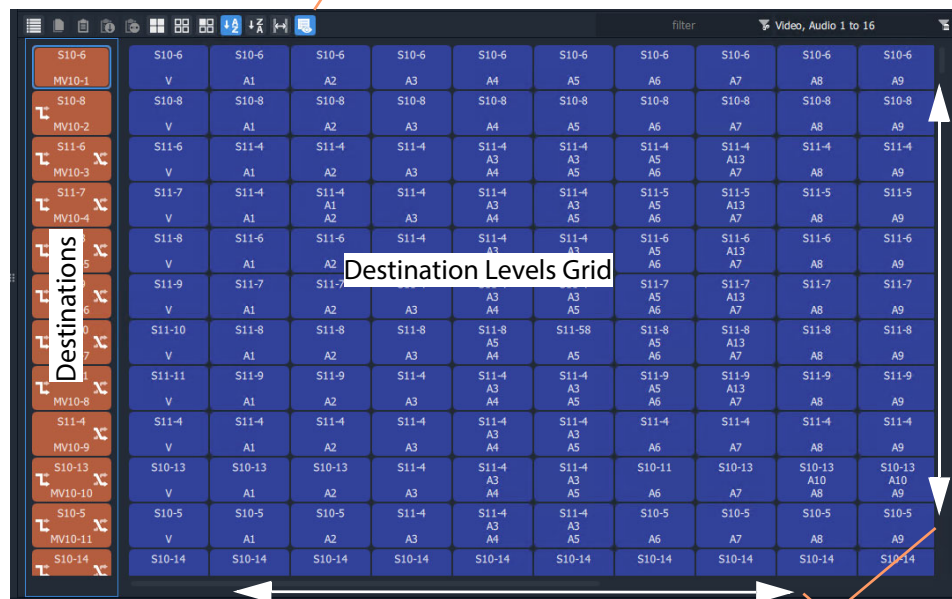 filter Video, Audio 1 to 16
S10-6 S10-6 S10-6 S10-6 S10-6 S10-6 S10-6 S10-6 S10-6 S10-6 S10-6
MV10-1 V A1 A2 A3 A4 A5 A6 A7 A8 A9
S10-8 S10-8 S10-8 S10-8 S10-8 S10-8 S10-8 S10-8 S10-8 S10-8 S10-8
MV10-2 V A1 A2 A3 A4 A5 A6 A7 A8 A9
S11-6 S11-6 S11-4 S11-4 S11-4 S11-4 S11-4 S11-4 S11-4 S11-4 S11-4
A3 A3 A5 A13
MV10-3 V A1 A2 A3 A4 A5 A6 A7 A8 A9
S11-7 S11-7 S11-4 S11-4 S11-4 S11-4 S11-4 S11-5 S11-5 S11-5 S11-5
A1 A3 A3 A5 A13
MV10-4 V A1 A2 A3 A4 A5 A6 A7 A8 A9
S11-8 S11-6 S11-6 S11-4 S11-4 S11-4 S11-6 S11-6 S11-6 S11-6
A3 A3 A5 A13
5 V A1 A2 A6 A7 A8 A9
Destinations
Destination Levels Grid
S11-9 S11-7 S11-7 S11-7 S11-7 S11-7 S11-7
A3 A3 A5 A13
6 V A1 A2 A3 A4 A5 A6 A7 A8 A9
0 S11-10 S11-8 S11-8 S11-8 S11-8 S11-58 S11-8 S11-8 S11-8 S11-8
A5 A5 A13
7 V A1 A2 A3 A4 A5 A6 A7 A8 A9
1 S11-11 S11-9 S11-9 S11-4 S11-4 S11-4 S11-9 S11-9 S11-9 S11-9
A3 A3 A5 A13
MV10-8 V A1 A2 A3 A4 A5 A6 A7 A8 A9
S11-4 S11-4 S11-4 S11-4 S11-4 S11-4 S11-4 S11-4 S11-4 S11-4 S11-4
A3 A3
MV10-9 V A1 A2 A3 A4 A5 A6 A7 A8 A9
S10-13 S10-13 S10-13 S10-13 S11-4 S11-4 S11-4 S10-11 S10-13 S10-13 S10-13
A3 A3 A10 A10
MV10-10 V A1 A2 A3 A4 A5 A6 A7 A8 A9
S10-5 S10-5 S10-5 S10-5 S11-4 S11-4 S11-4 S10-5 S10-5 S10-5 S10-5
A3 A3
MV10-11 V A1 A2 A3 A4 A5 A6 A7 A8 A9
S10-14 S10-14 S10-14 S10-14 S10-14 S10-14 S10-14 S10-14 S10-14 S10-14 S10-14